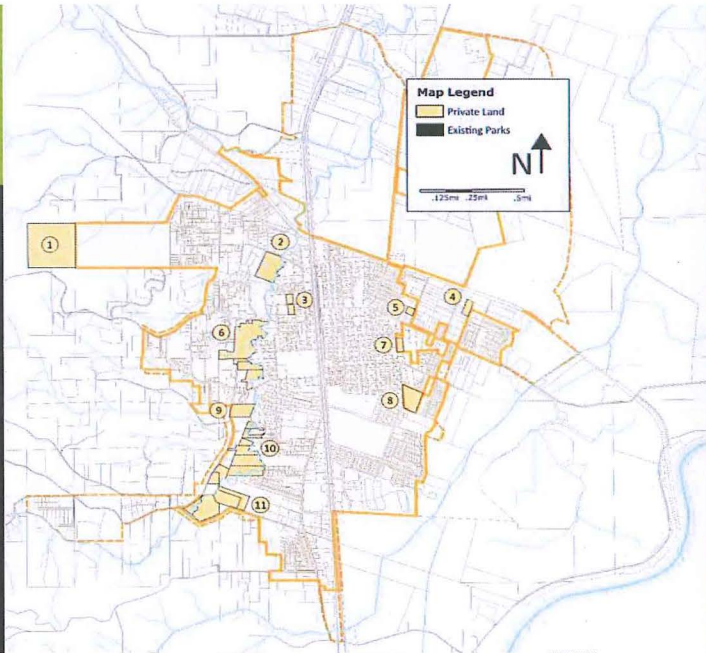 Map Legend
Private Land
Existing Parks
N
.125mi .25mi .5mi
1
2
3
4
5
6
7
8
9
10
11